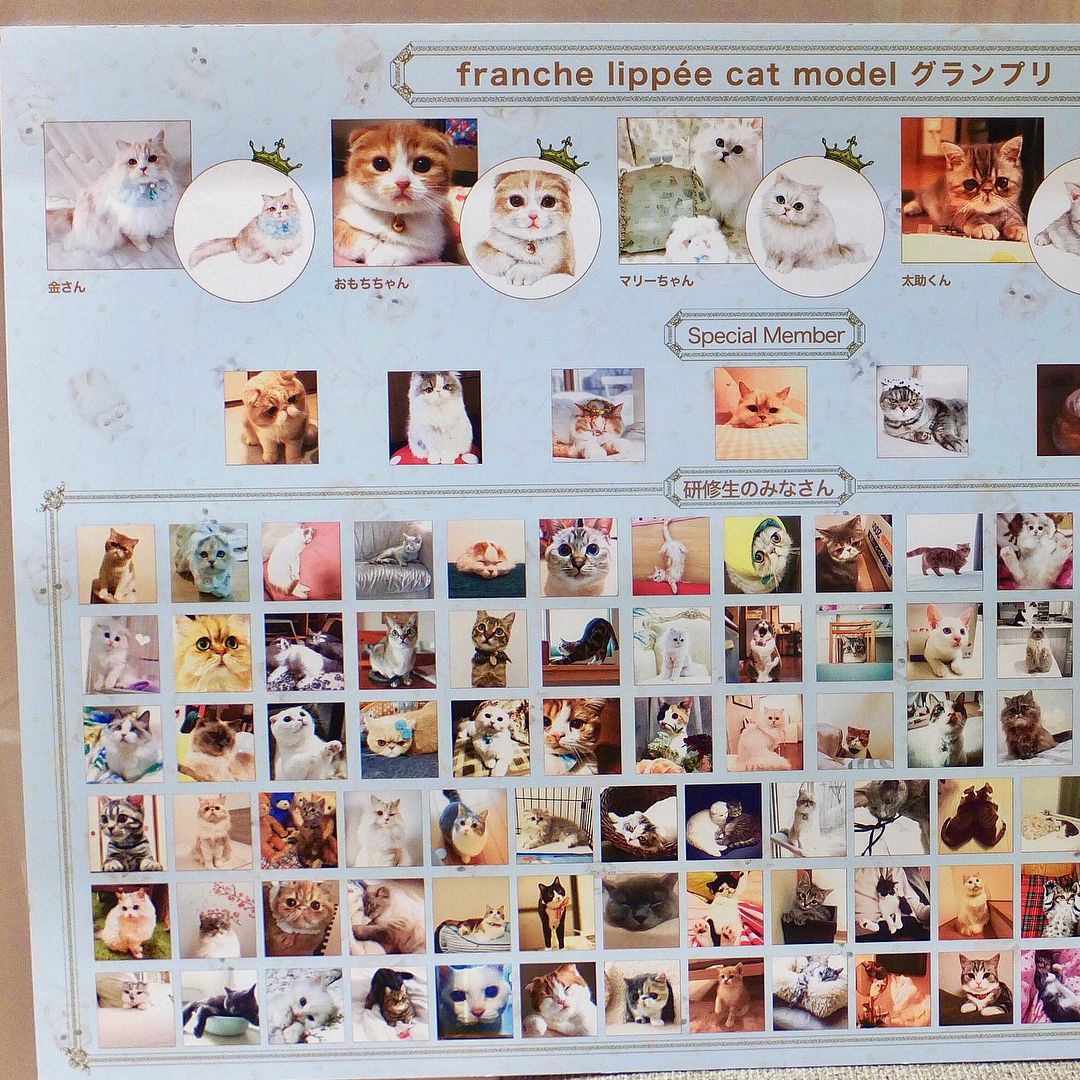 franche lippée cat model グランプリ
金さん
おもちちゃん
マリーちゃん
太助くん
Special Member
研修生のみなさん